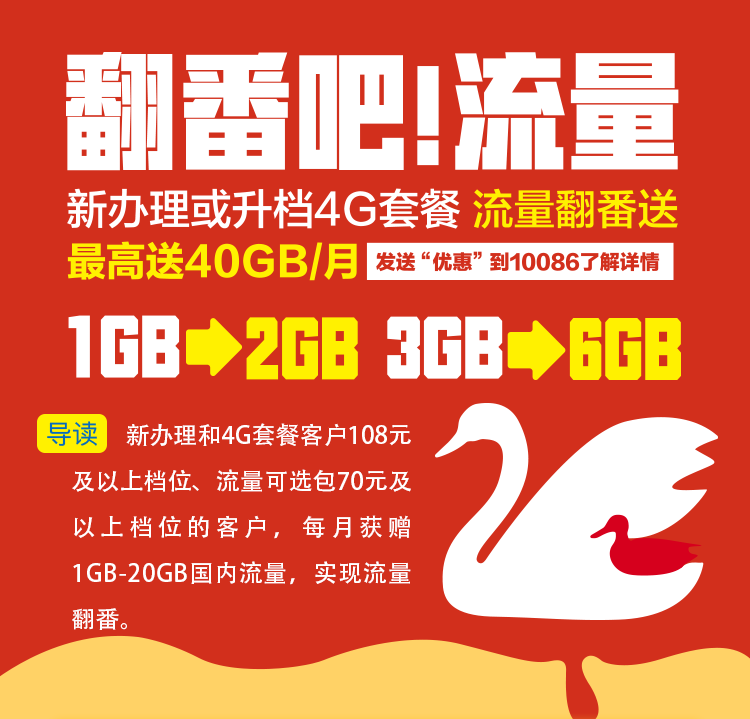 翻番吧!流量
新办理或升档4G套餐 流量翻番送
最高送40GB/月 发送“优惠”到10086了解详情
1GB 2GB 3GB 6GB
导读 新办理和4G套餐客户108元
及以上档位、流量可选包70元及
以上档位的客户，每月获赠
1GB-20GB国内流量，实现流量
翻番。